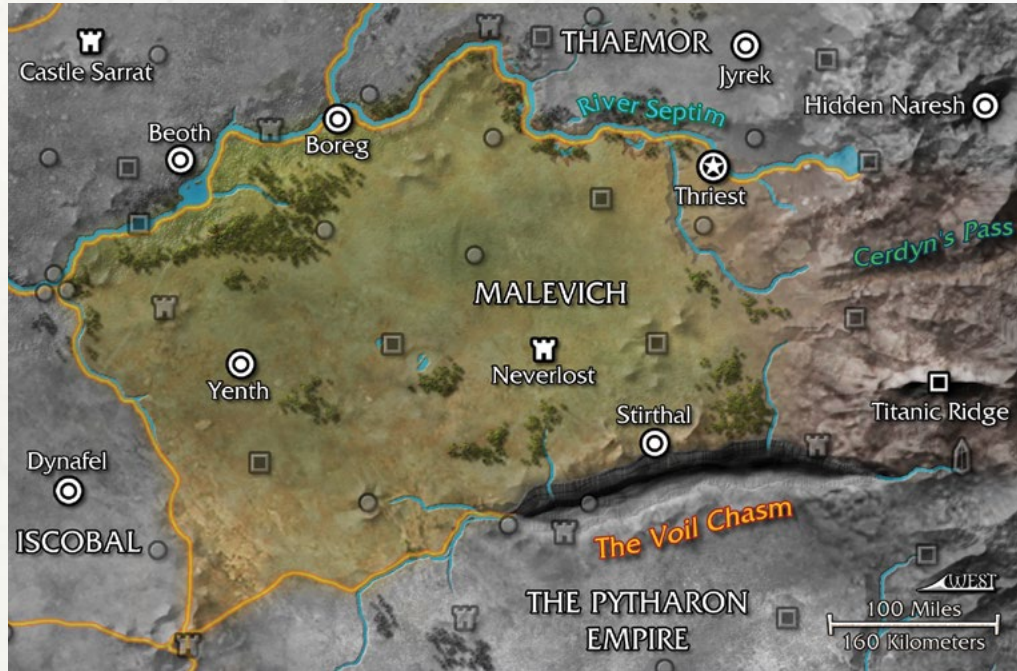 THAEMOR
Castle Sarrat
Jyrek
Hidden Naresh
River Septim
Beoth
Boreg
Thriest
Cerdyn's Pass
MALEVICH
Neverlost
Yenth
Titanic Ridge
Stirthal
Dynafel
The Voil Chasm
ISCOBAL
WEST
THE PYTHARON
EMPIRE
100 Miles
160 Kilometers